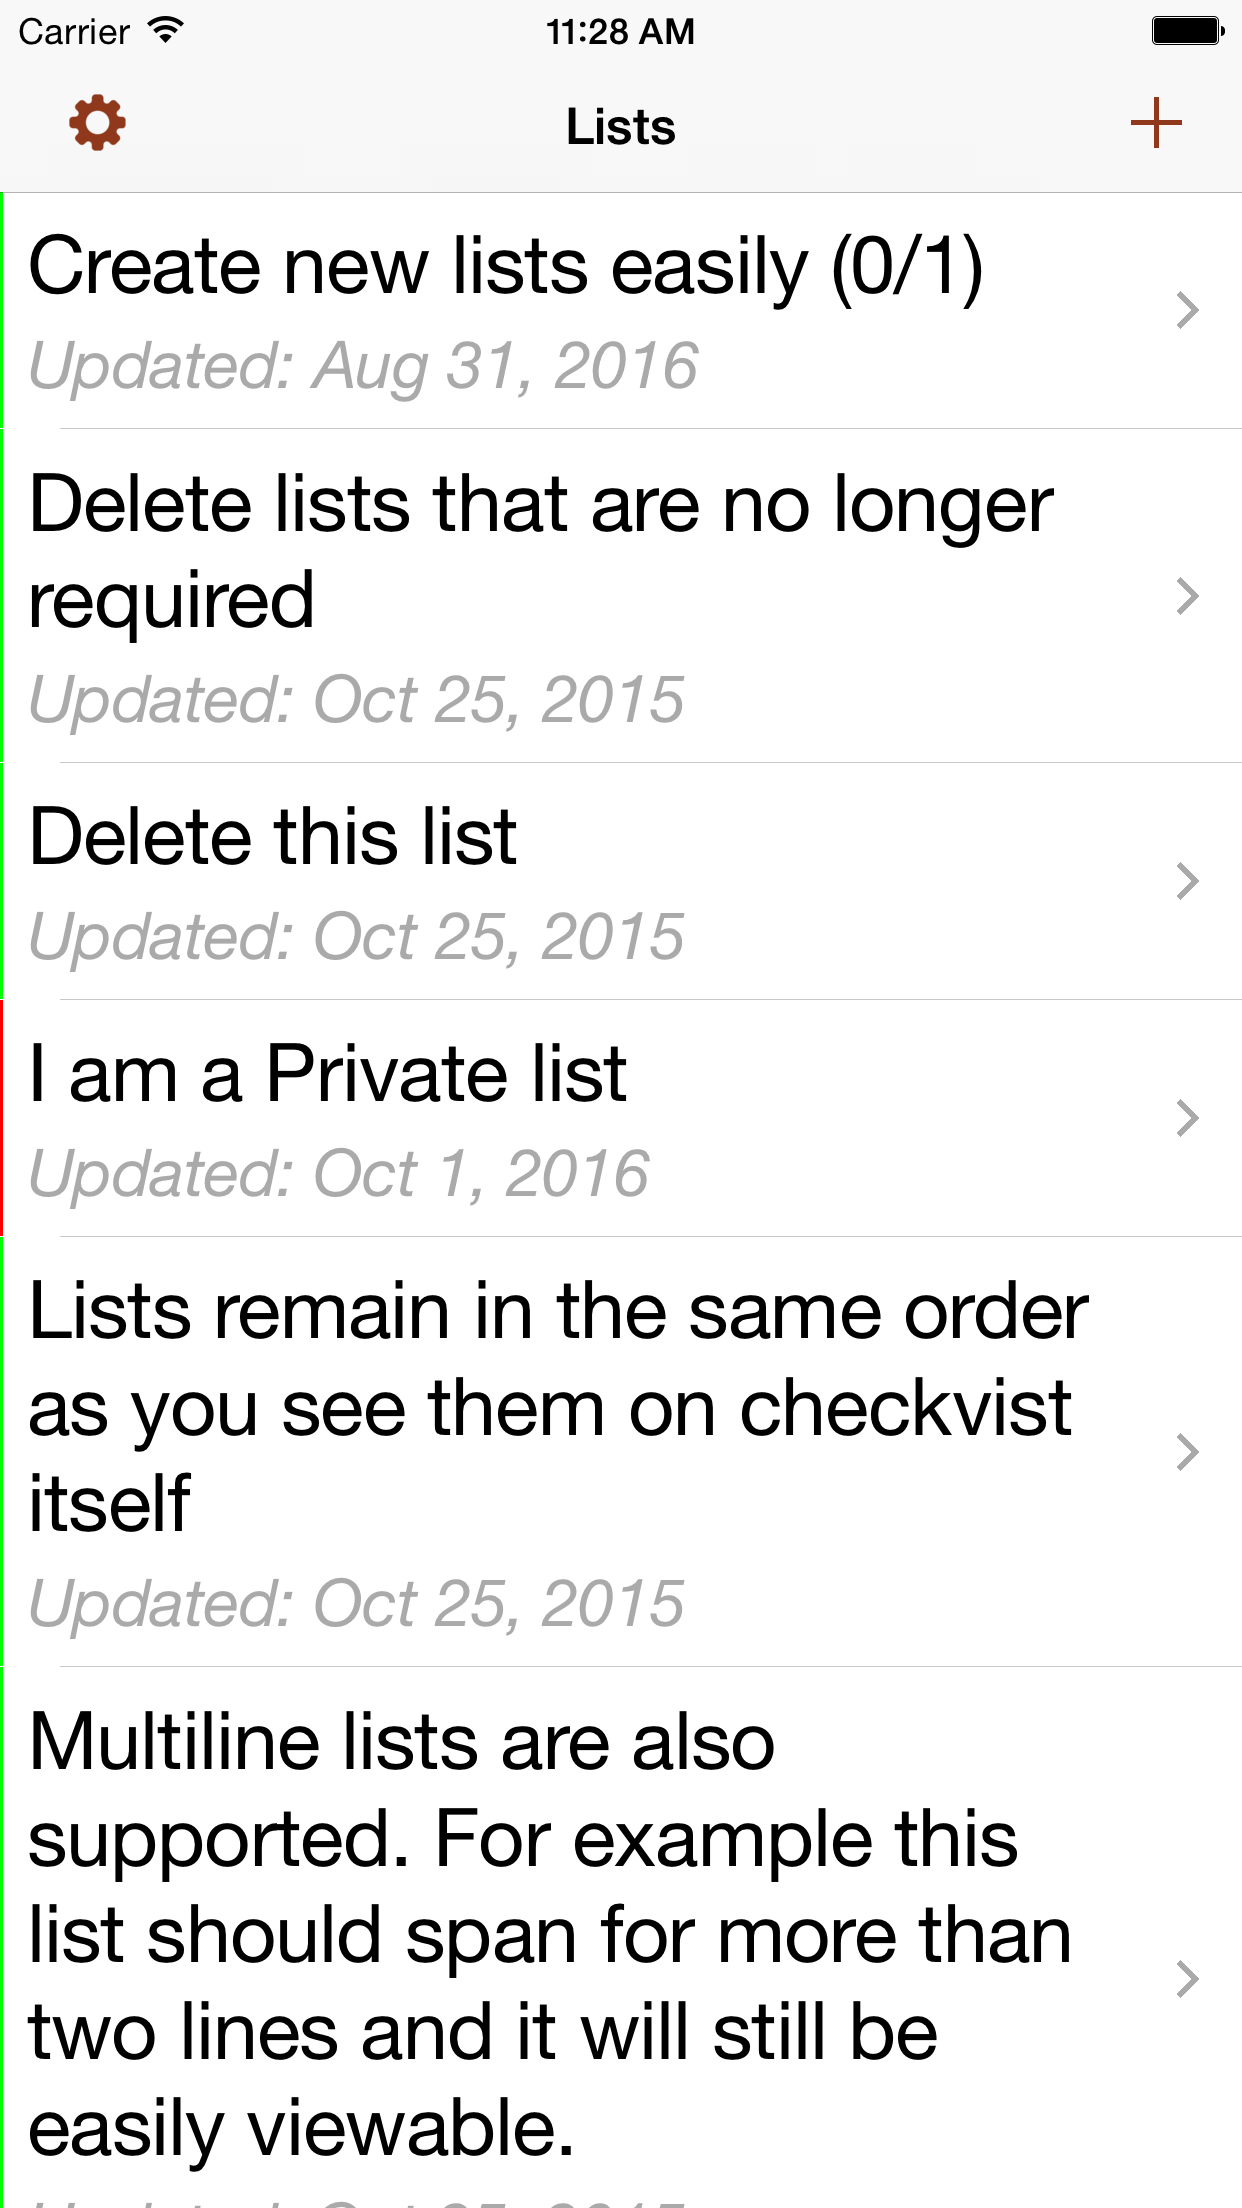 Carrier
11:28 AM
Lists
Create new lists easily (0/1)
Updated: Aug 31, 2016
Delete lists that are no longer
required
Updated: Oct 25, 2015
Delete this list
Updated: Oct 25, 2015
I am a Private list
Updated: Oct 1, 2016
Lists remain in the same order
as you see them on checkvist
itself
Updated: Oct 25, 2015
Multiline lists are also
supported. For example this
list should span for more than
two lines and it will still be
easily viewable.